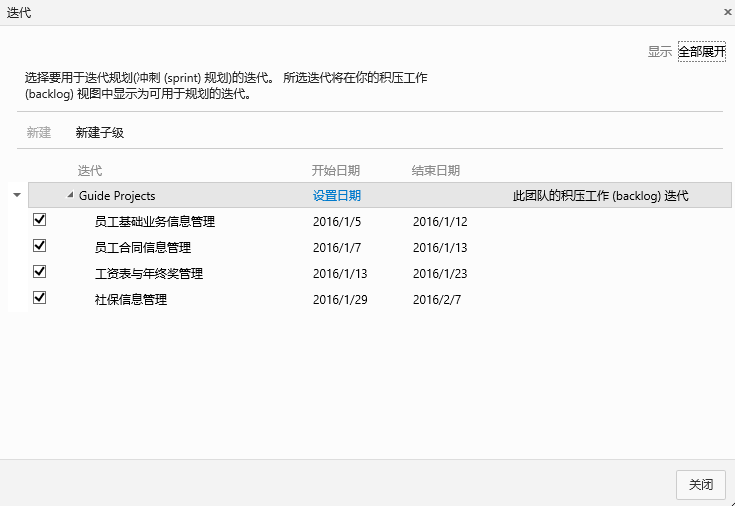 迭代
显示 全部展开
选择要用于迭代规划(冲刺 (sprint) 规划)的迭代。 所选迭代将在你的积压工作
(backlog) 视图中显示为可用于规划的迭代。
新建 新建子级
迭代 开始日期 结束日期
Guide Projects 设置日期 此团队的积压工作 (backlog) 迭代
员工基础业务信息管理 2016/1/5 2016/1/12
员工合同信息管理 2016/1/7 2016/1/13
工资表与年终奖管理 2016/1/13 2016/1/23
社保信息管理 2016/1/29 2016/2/7
关闭